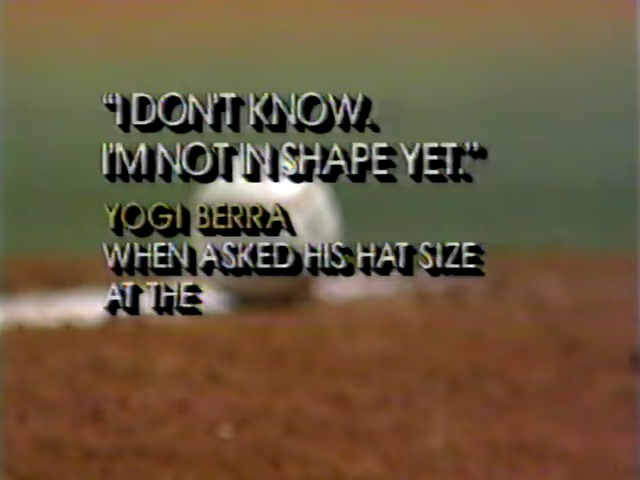 "I DON'T KNOW.
I'M NOT IN SHAPE YET."
YOGI BERRA
WHEN ASKED HIS HAT SIZE
AT THE